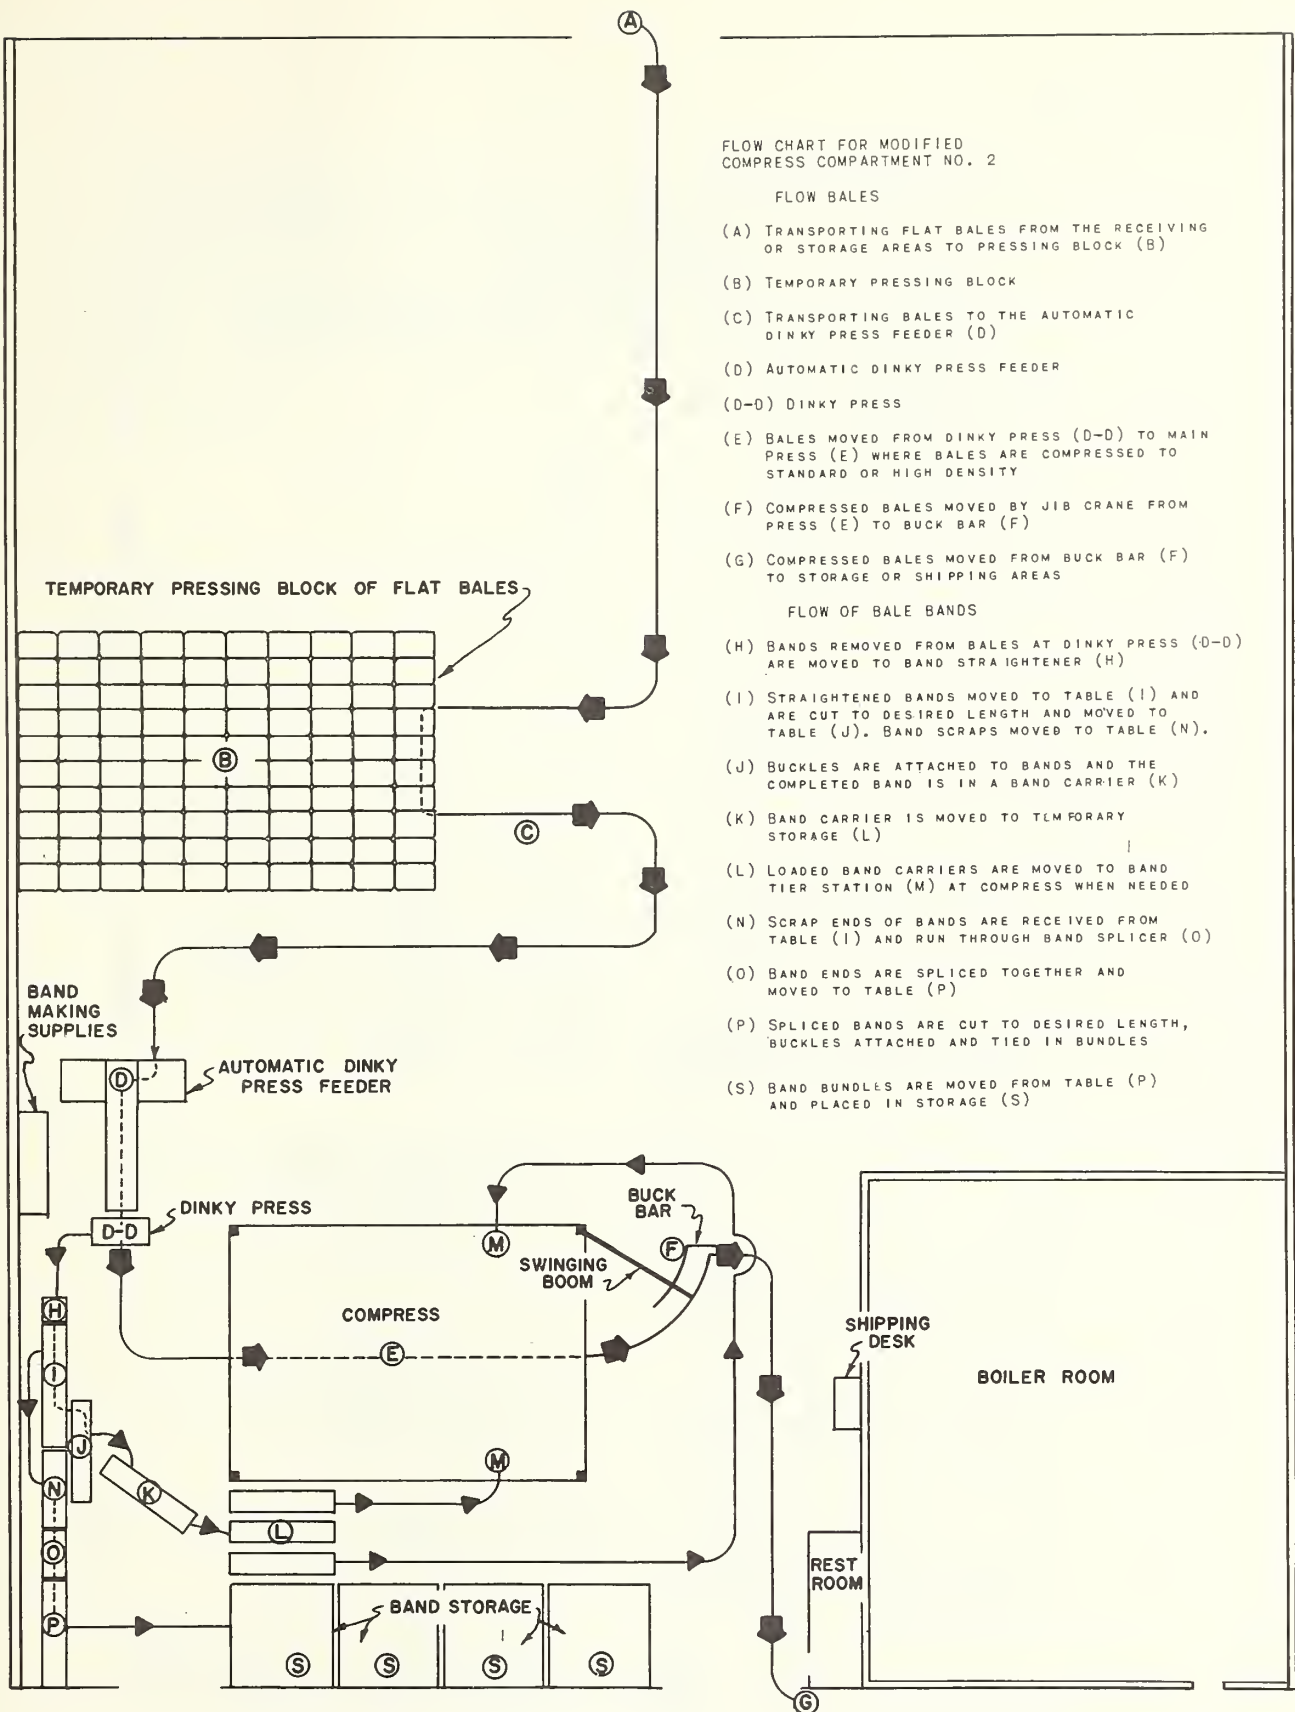 A
FLOW CHART FOR MODIFIED
COMPRESS COMPARTMENT NO. 2
FLOW BALES
(A) TRANSPORTING FLAT BALES FROM THE RECEIVING
OR STORAGE AREAS TO PRESSING BLOCK (B)
(B) TEMPORARY PRESSING BLOCK
(C) TRANSPORTING BALES TO THE AUTOMATIC
DINKY PRESS FEEDER (D)
(D) AUTOMATIC DINKY PRESS FEEDER
(D-D) DINKY PRESS
(E) BALES MOVED FROM DINKY PRESS (D-D) TO MAIN
PRESS (E) WHERE BALES ARE COMPRESSED TO
STANDARD OR HIGH DENSITY
(F) COMPRESSED BALES MOVED BY JIB CRANE FROM
PRESS (E) TO BUCK BAR (F)
(G) COMPRESSED BALES MOVED FROM BUCK BAR (F)
TO STORAGE OR SHIPPING AREAS
FLOW OF BALE BANDS
(H) BANDS REMOVED FROM BALES AT DINKY PRESS (D-D)
ARE MOVED TO BAND STRAIGHTENER (H)
(I) STRAIGHTENED BANDS MOVED TO TABLE (I) AND
ARE CUT TO DESIRED LENGTH AND MOVED TO
TABLE (J). BAND SCRAPS MOVED TO TABLE (N).
(J) BUCKLES ARE ATTACHED TO BANDS AND THE
COMPLETED BAND IS IN A BAND CARRIER (K)
(K) BAND CARRIER IS MOVED TO TEMPORARY
STORAGE (L)
(L) LOADED BAND CARRIERS ARE MOVED TO BAND
TIER STATION (M) AT COMPRESS WHEN NEEDED
(N) SCRAP ENDS OF BANDS ARE RECEIVED FROM
TABLE (I) AND RUN THROUGH BAND SPLICER (O)
(O) BAND ENDS ARE SPLICED TOGETHER AND
MOVED TO TABLE (P)
(P) SPLICED BANDS ARE CUT TO DESIRED LENGTH,
BUCKLES ATTACHED AND TIED IN BUNDLES
(S) BAND BUNDLES ARE MOVED FROM TABLE (P)
AND PLACED IN STORAGE (S)
TEMPORARY PRESSING BLOCK OF FLAT BALES
B
C
BAND
MAKING
SUPPLIES
D
AUTOMATIC DINKY
PRESS FEEDER
DINKY PRESS
D-D
M
BUCK
BAR
F
SWINGING
BOOM
H
COMPRESS
E
I
SHIPPING
DESK
BOILER ROOM
J
M
N
K
L
O
REST
ROOM
P
BAND STORAGE
S
S
S
S
G